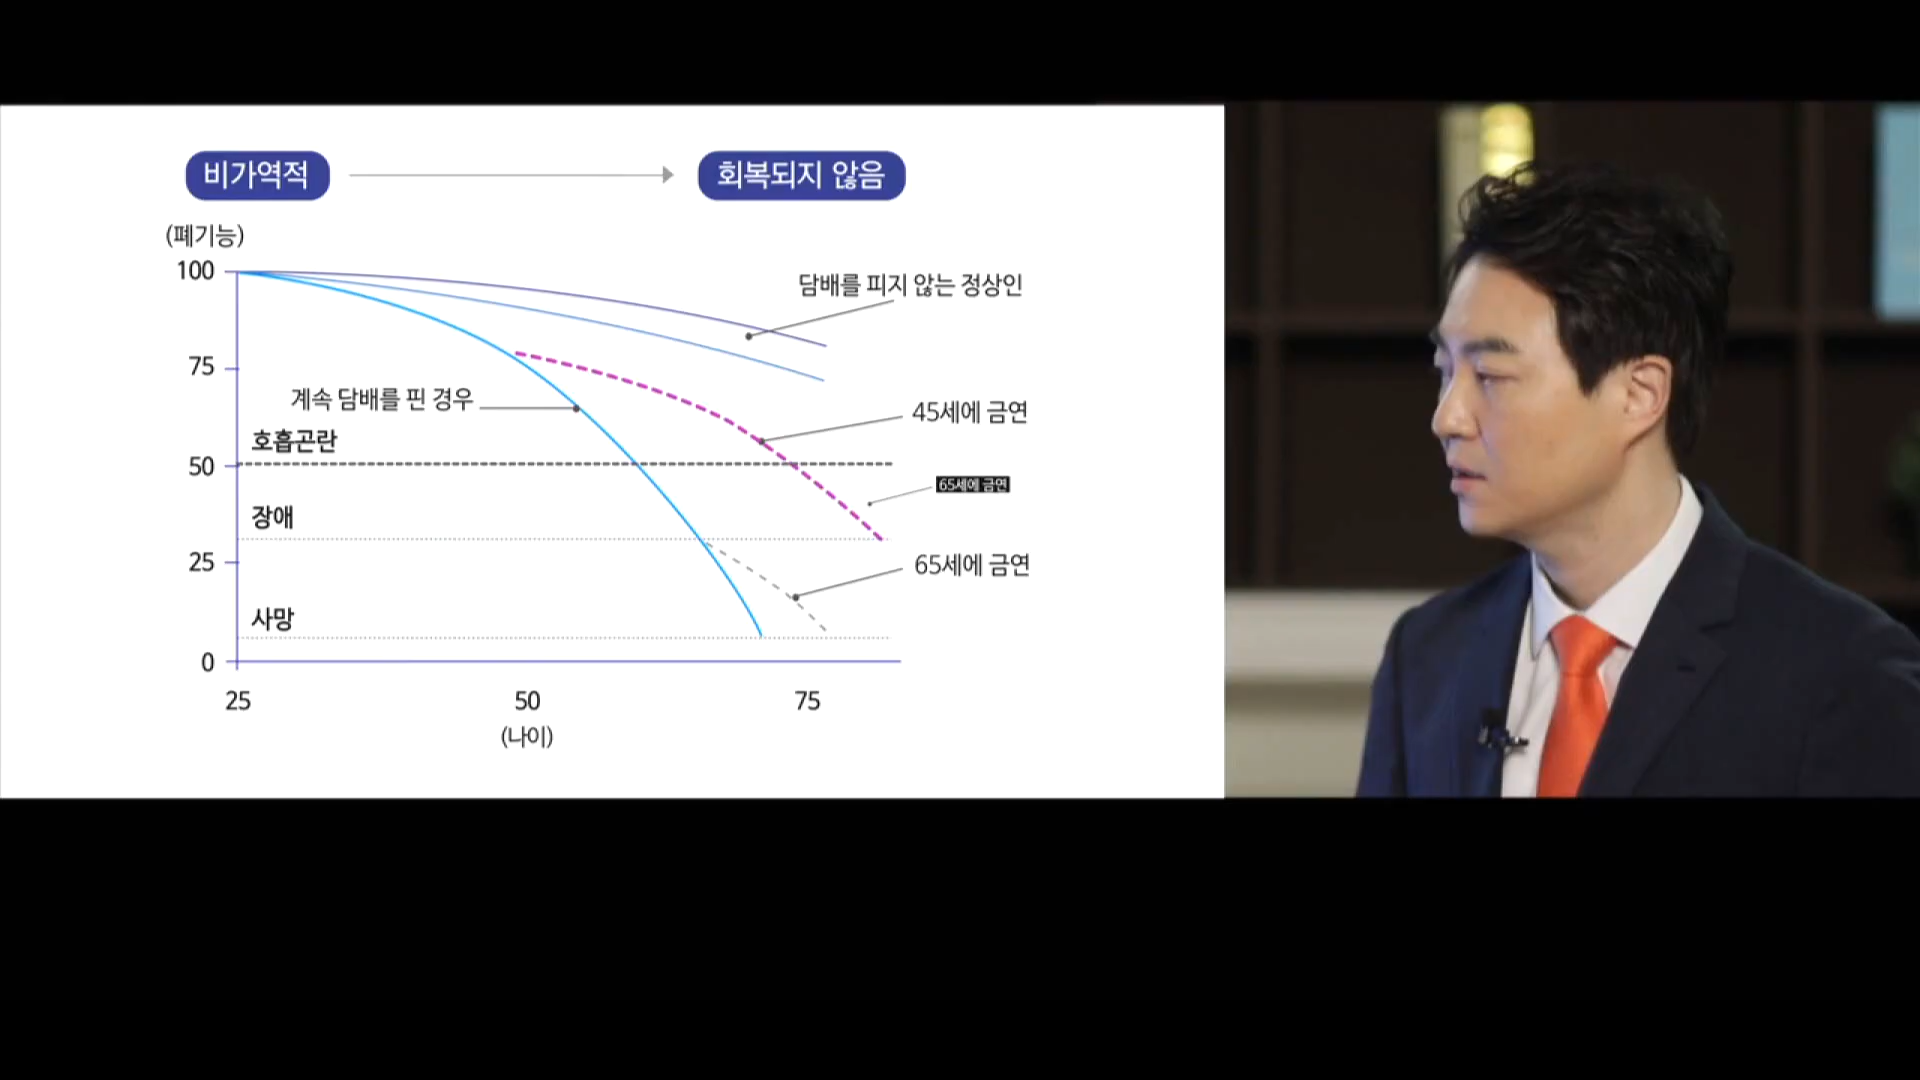 비가역적
회복되지 않음
(폐기능)
100
담배를 피지 않는 정상인
75
계속 담배를 핀 경우
45세에 금연
호흡곤란
50
65세에 금연
장애
25
65세에 금연
사망
0
25
50
75
(나이)